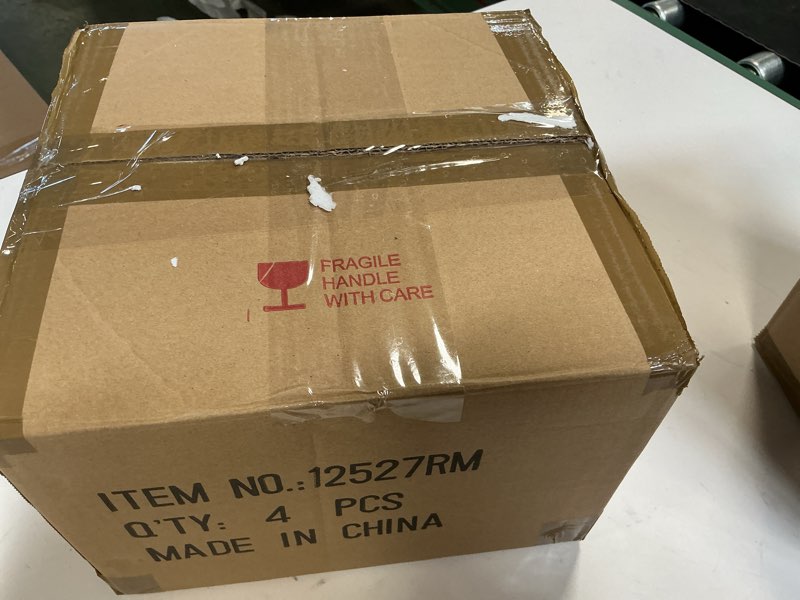 FRAGILE
HANDLE
WITH CARE
ITEM NO.:12527RM
Q'TY: 4 PCS
MADE IN CHINA